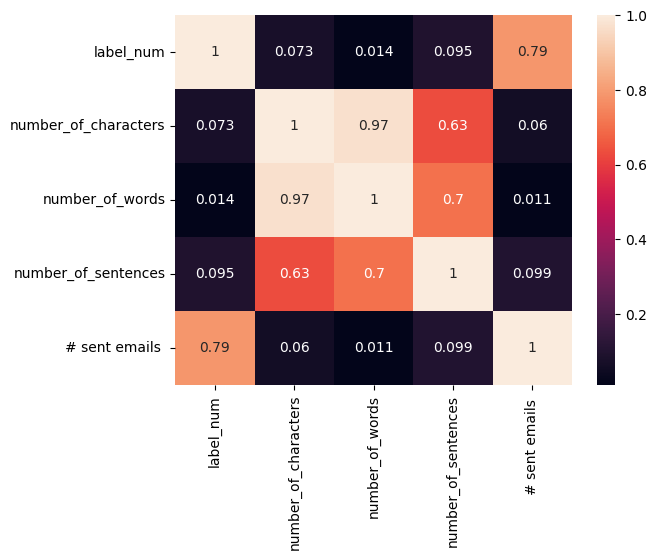 label_num 1 0.073 0.014 0.095 0.79
number_of_characters 0.073 1 0.97 0.63 0.06
number_of_words 0.014 0.97 1 0.7 0.011
number_of_sentences 0.095 0.63 0.7 1 0.099
# sent emails 0.79 0.06 0.011 0.099 1
label_num
number_of_characters
number_of_words
number_of_sentences
# sent emails
1.0
0.8
0.6
0.4
0.2